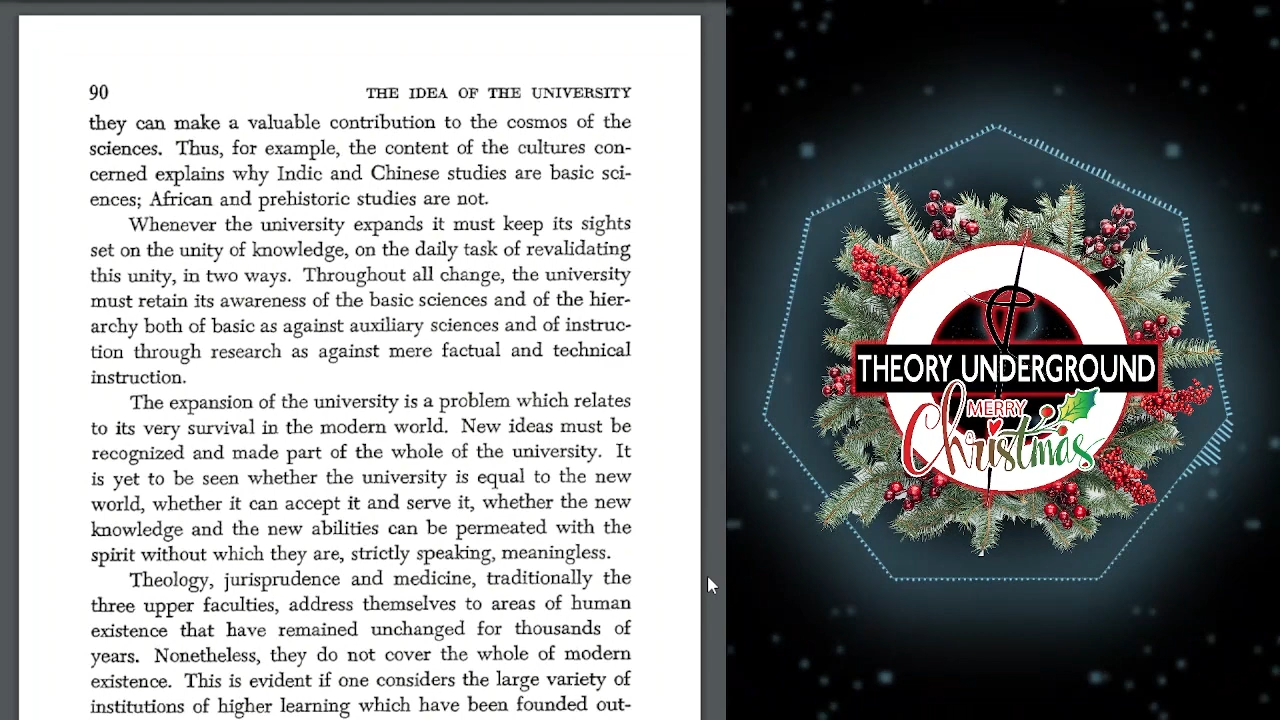 90 THE IDEA OF THE UNIVERSITY
they can make a valuable contribution to the cosmos of the
sciences. Thus, for example, the content of the cultures con-
cerned explains why Indic and Chinese studies are basic sci-
ences; African and prehistoric studies are not.
Whenever the university expands it must keep its sights
set on the unity of knowledge, on the daily task of revalidating
this unity, in two ways. Throughout all change, the university
must retain its awareness of the basic sciences and of the hier-
archy both of basic as against auxiliary sciences and of instruc-
tion through research as against mere factual and technical
instruction.
The expansion of the university is a problem which relates
to its very survival in the modern world. New ideas must be
recognized and made part of the whole of the university. It
is yet to be seen whether the university is equal to the new
world, whether it can accept it and serve it, whether the new
knowledge and the new abilities can be permeated with the
spirit without which they are, strictly speaking, meaningless.
Theology, jurisprudence and medicine, traditionally the
three upper faculties, address themselves to areas of human
existence that have remained unchanged for thousands of
years. Nonetheless, they do not cover the whole of modern
existence. This is evident if one considers the large variety of
institutions of higher learning which have been founded out-
THEORY UNDERGROUND
MERRY
Christmas